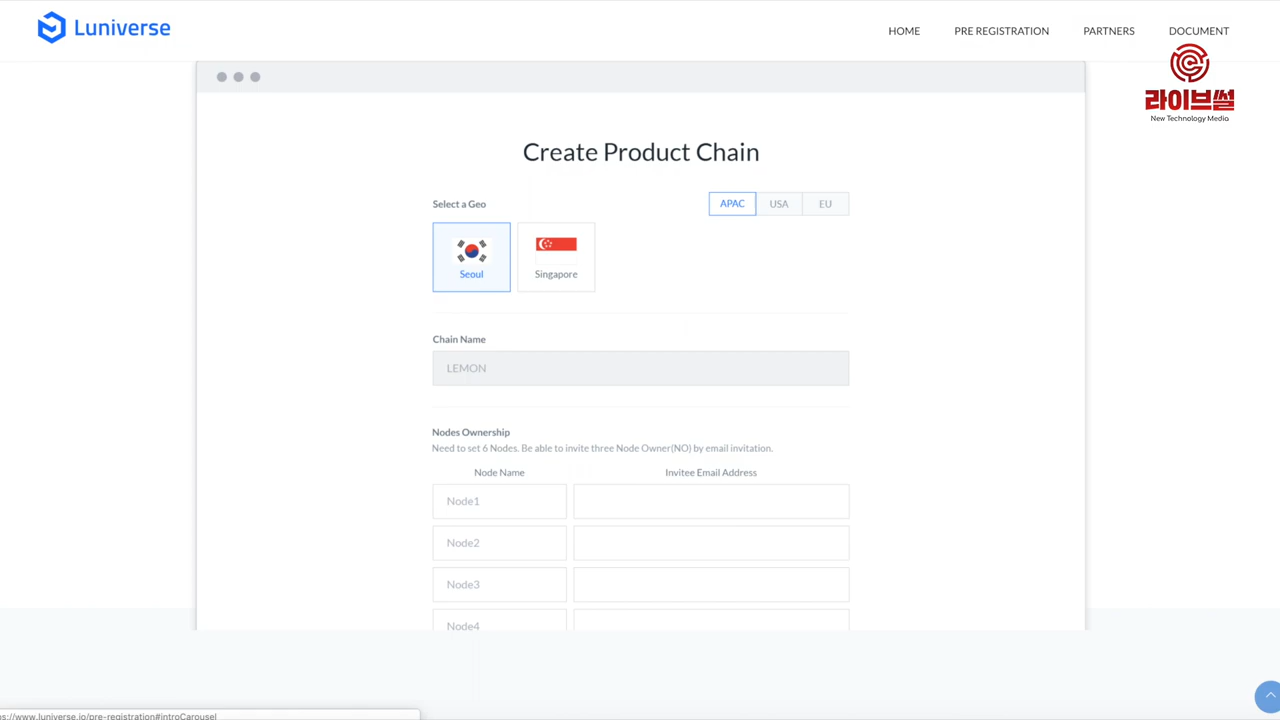 Luniverse
HOME
PRE REGISTRATION
PARTNERS
DOCUMENT
라이브썰
New Technology Media
Create Product Chain
Select a Geo
APAC
USA
EU
Seoul
Singapore
Chain Name
LEMON
Nodes Ownership
Need to set 6 Nodes. Be able to invite three Node Owner(NO) by email invitation.
Node Name
Invitee Email Address
Node1
Node2
Node3
Node4
ps://www.luniverse.io/pre-registration#introCarousel